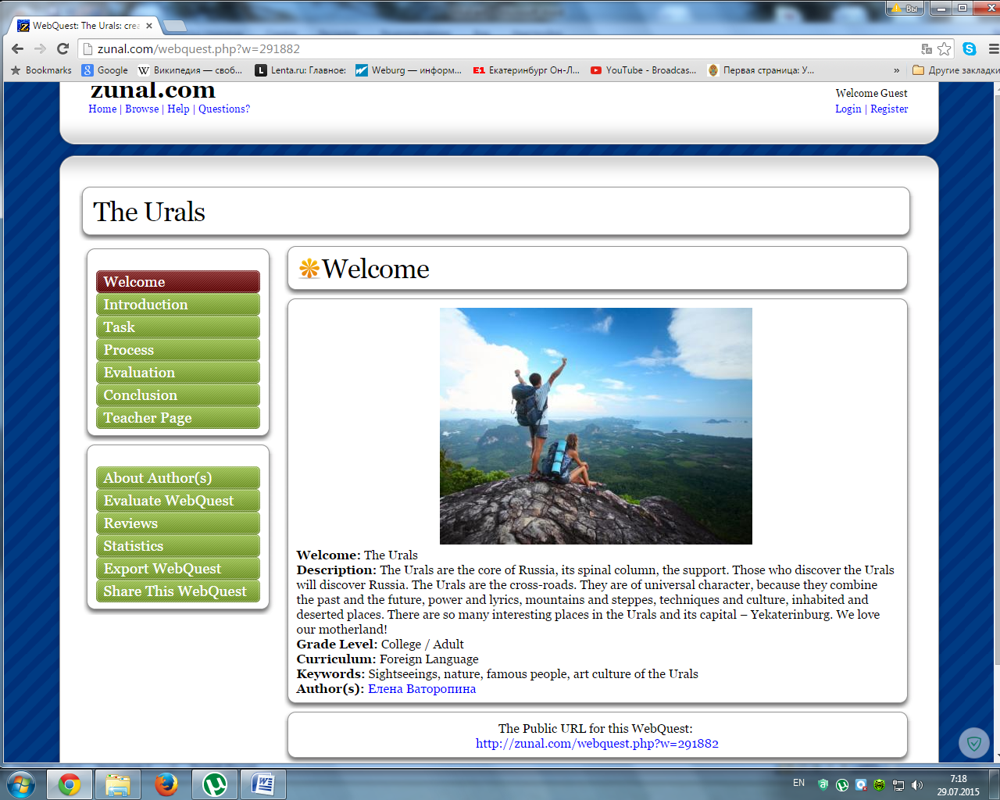 Вы
WebQuest: The Urals: crea
zunal.com/webquest.php?w=291882
Bookmarks Google Википедия — своб... Lenta.ru: Главное: Weburg — информ... E1 Екатеринбург Он-Л... YouTube - Broadcas... Первая страница: У... » Другие закладки
zunal.com
Welcome Guest
Home | Browse | Help | Questions?
Login | Register
The Urals
Welcome
Introduction
Task
Process
Evaluation
Conclusion
Teacher Page
About Author(s)
Evaluate WebQuest
Reviews
Statistics
Export WebQuest
Share This WebQuest
Welcome
Welcome: The Urals
Description: The Urals are the core of Russia, its spinal column, the support. Those who discover the Urals
will discover Russia. The Urals are the cross-roads. They are of universal character, because they combine
the past and the future, power and lyrics, mountains and steppes, techniques and culture, inhabited and
deserted places. There are so many interesting places in the Urals and its capital – Yekaterinburg. We love
our motherland!
Grade Level: College / Adult
Curriculum: Foreign Language
Keywords: Sightseeings, nature, famous people, art culture of the Urals
Author(s): Елена Ваторопина
The Public URL for this WebQuest:
http://zunal.com/webquest.php?w=291882
EN
7:18
29.07.2015